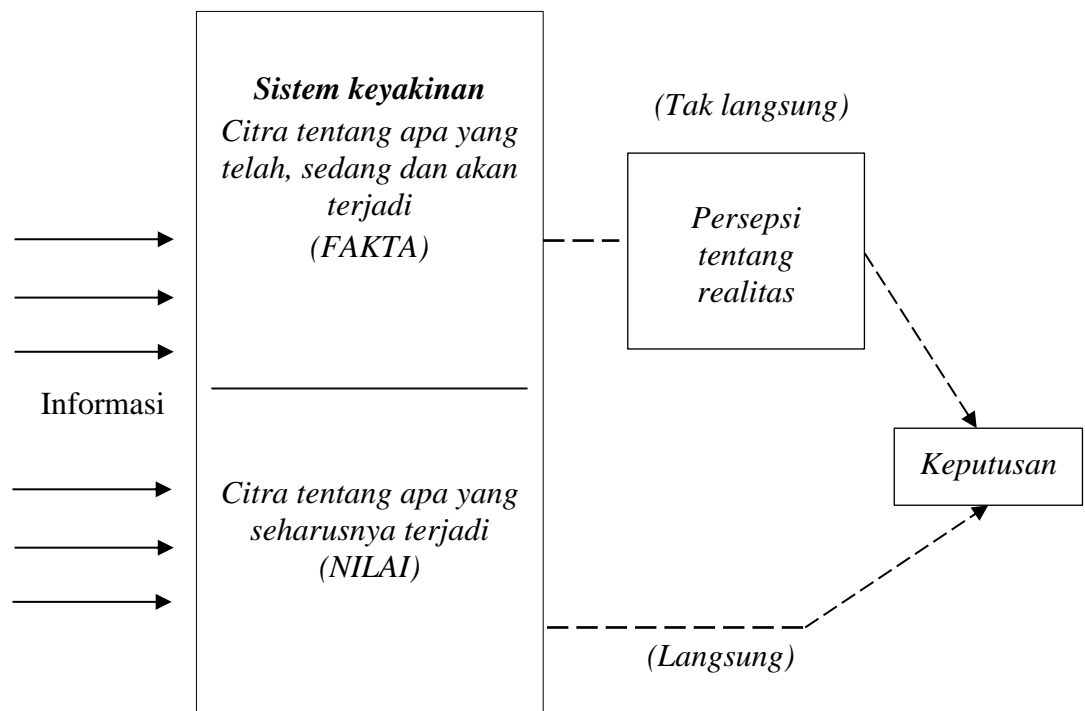 Sistem keyakinan
Citra tentang apa yang
telah, sedang dan akan
terjadi
(FAKTA)
(Tak langsung)
Persepsi
tentang
realitas
Informasi
Keputusan
Citra tentang apa yang
seharusnya terjadi
(NILAI)
(Langsung)